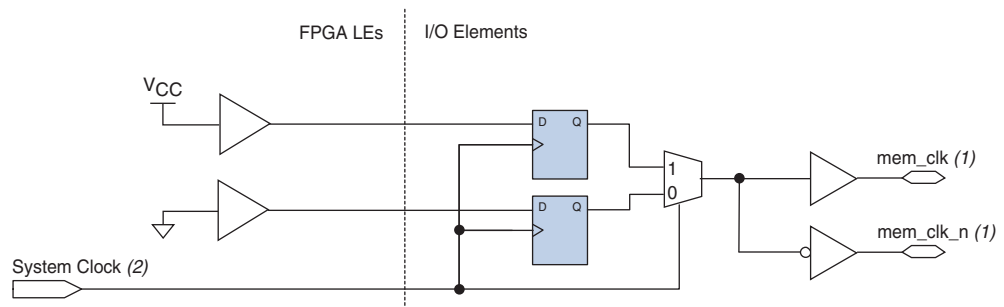 FPGA LEs
I/O Elements
VCC
D Q
1
0
D Q
mem_clk (1)
mem_clk_n (1)
System Clock (2)